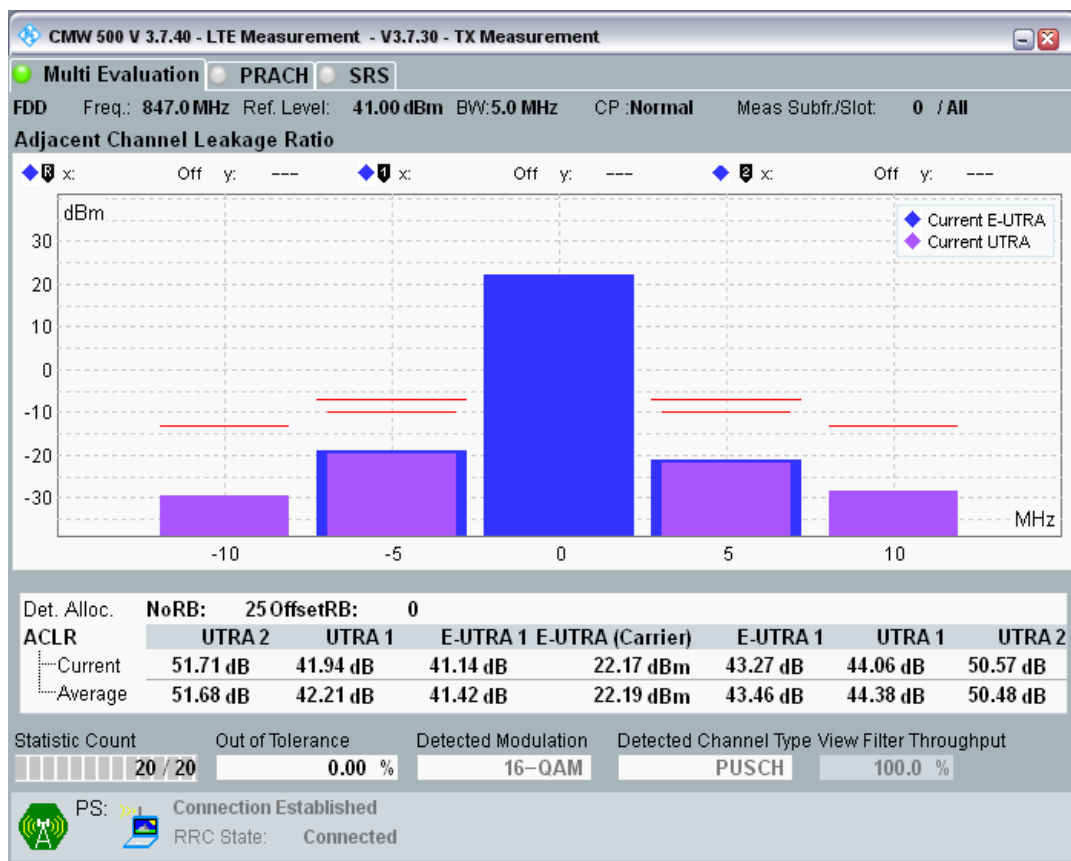 CMW 500 V 3.7.40 - LTE Measurement - V3.7.30 - TX Measurement
Multi Evaluation PRACH SRS
FDD Freq.: 847.0 MHz Ref. Level: 41.00 dBm BW:5.0 MHz CP :Normal Meas Subfr./Slot: 0 / All
Adjacent Channel Leakage Ratio
R x: Off y: --- 1 x: Off y: --- 2 x: Off y: ---
dBm
Current E-UTRA
Current UTRA
30
20
10
0
-10
-20
-30
MHz
-10 -5 0 5 10
Det. Alloc. NoRB: 25 OffsetRB: 0
ACLR UTRA 2 UTRA 1 E-UTRA 1 E-UTRA (Carrier) E-UTRA 1 UTRA 1 UTRA 2
Current 51.71 dB 41.94 dB 41.14 dB 22.17 dBm 43.27 dB 44.06 dB 50.57 dB
Average 51.68 dB 42.21 dB 41.42 dB 22.19 dBm 43.46 dB 44.38 dB 50.48 dB
Statistic Count Out of Tolerance Detected Modulation Detected Channel Type View Filter Throughput
20 / 20 0.00 % 16-QAM PUSCH 100.0 %
PS: Connection Established
RRC State: Connected